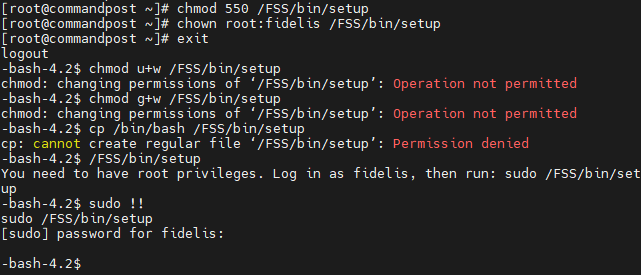 [root@commandpost ~]# chmod 550 /FSS/bin/setup
[root@commandpost ~]# chown root:fidelis /FSS/bin/setup
[root@commandpost ~]# exit
logout
-bash-4.2$ chmod u+w /FSS/bin/setup
chmod: changing permissions of ‘/FSS/bin/setup’: Operation not permitted
-bash-4.2$ chmod g+w /FSS/bin/setup
chmod: changing permissions of ‘/FSS/bin/setup’: Operation not permitted
-bash-4.2$ cp /bin/bash /FSS/bin/setup
cp: cannot create regular file ‘/FSS/bin/setup’: Permission denied
-bash-4.2$ /FSS/bin/setup
You need to have root privileges. Log in as fidelis, then run: sudo /FSS/bin/set
up
-bash-4.2$ sudo !!
sudo /FSS/bin/setup
[sudo] password for fidelis:
-bash-4.2$